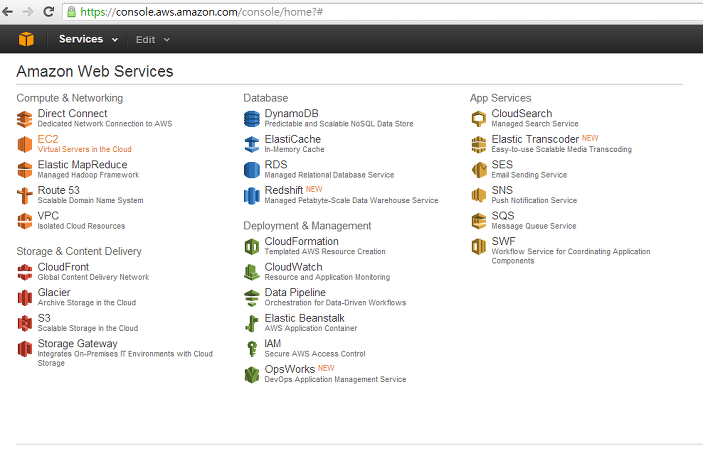 https://console.aws.amazon.com/console/home?#
Services Edit
Amazon Web Services
Compute & Networking
Direct Connect
Dedicated Network Connection to AWS
EC2
Virtual Servers in the Cloud
Elastic MapReduce
Managed Hadoop Framework
Route 53
Scalable Domain Name System
VPC
Isolated Cloud Resources
Storage & Content Delivery
CloudFront
Global Content Delivery Network
Glacier
Archive Storage in the Cloud
S3
Scalable Storage in the Cloud
Storage Gateway
Integrates On-Premises IT Environments with Cloud
Storage
Database
DynamoDB
Predictable and Scalable NoSQL Data Store
ElastiCache
In-Memory Cache
RDS
Managed Relational Database Service
Redshift NEW
Managed Petabyte-Scale Data Warehouse Service
Deployment & Management
CloudFormation
Templated AWS Resource Creation
CloudWatch
Resource and Application Monitoring
Data Pipeline
Orchestration for Data-Driven Workflows
Elastic Beanstalk
AWS Application Container
IAM
Secure AWS Access Control
OpsWorks NEW
DevOps Application Management Service
App Services
CloudSearch
Managed Search Service
Elastic Transcoder NEW
Easy-to-use Scalable Media Transcoding
SES
Email Sending Service
SNS
Push Notification Service
SQS
Message Queue Service
SWF
Workflow Service for Coordinating Application
Components